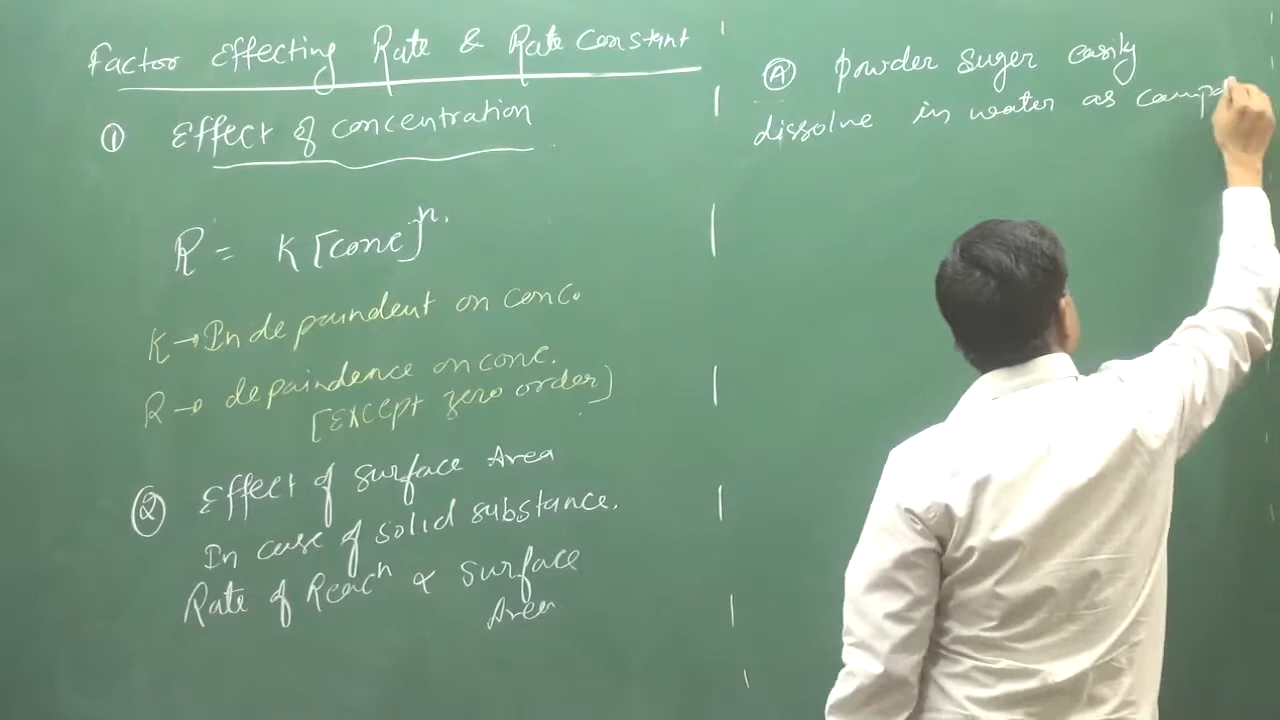 Factor Effecting Rate & Rate Constant
① Effect of concentration
R = K [conc]ⁿ.
K → Independent on conc.
R → depaindence on conc.
[Except zero order]
② Effect of surface Area
In case of solid substance.
Rate of Reacⁿ ∝ Surface
Area
Ⓐ powder suger easily
dissolve in water as compa